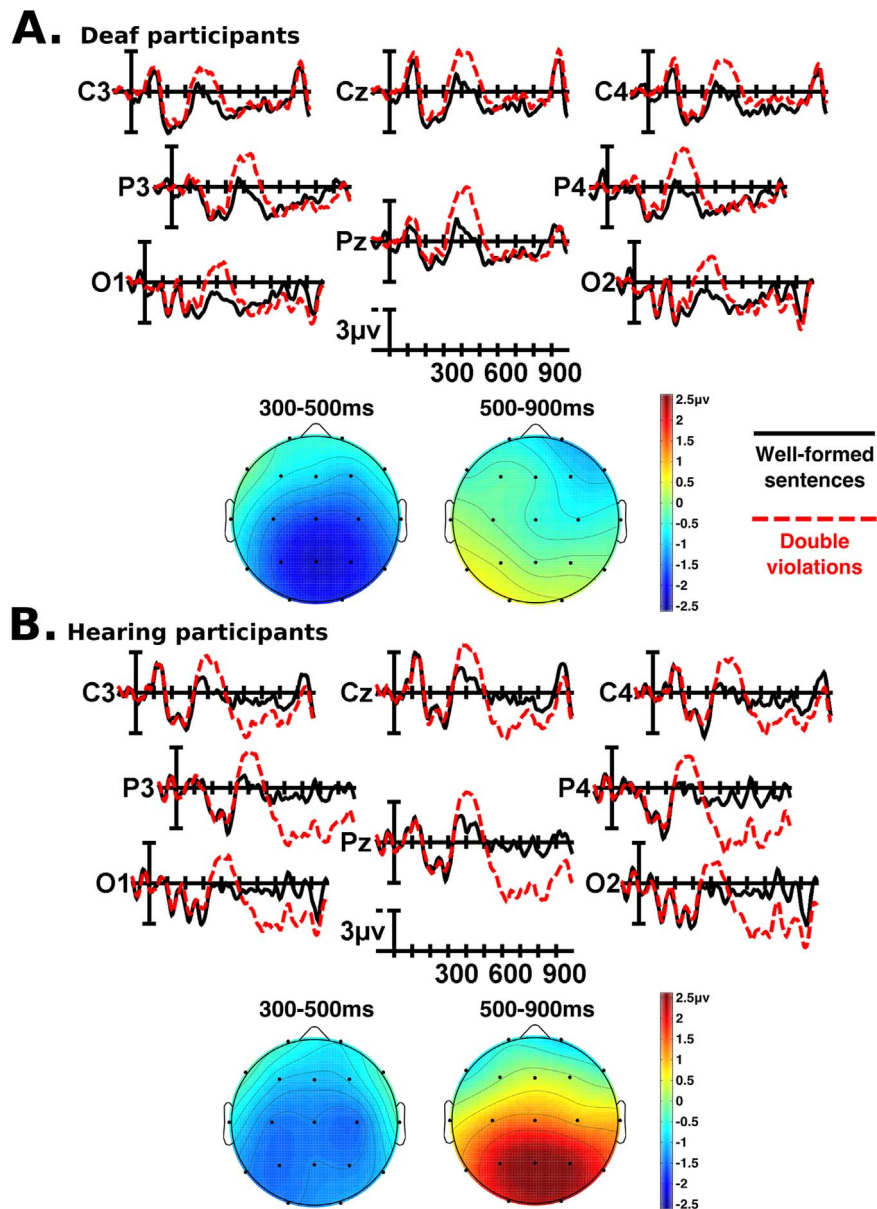 A. Deaf participants
C3 Cz C4
P3 P4
Pz
O1 O2
3μv
300 600 900
300-500ms 500-900ms
2.5μv
2
1.5
1
0.5
0
-0.5
-1
-1.5
-2
-2.5
Well-formed
sentences
Double
violations
B. Hearing participants
C3 Cz C4
P3 P4
Pz
O1 O2
3μv
300 600 900
300-500ms 500-900ms
2.5μv
2
1.5
1
0.5
0
-0.5
-1
-1.5
-2
-2.5